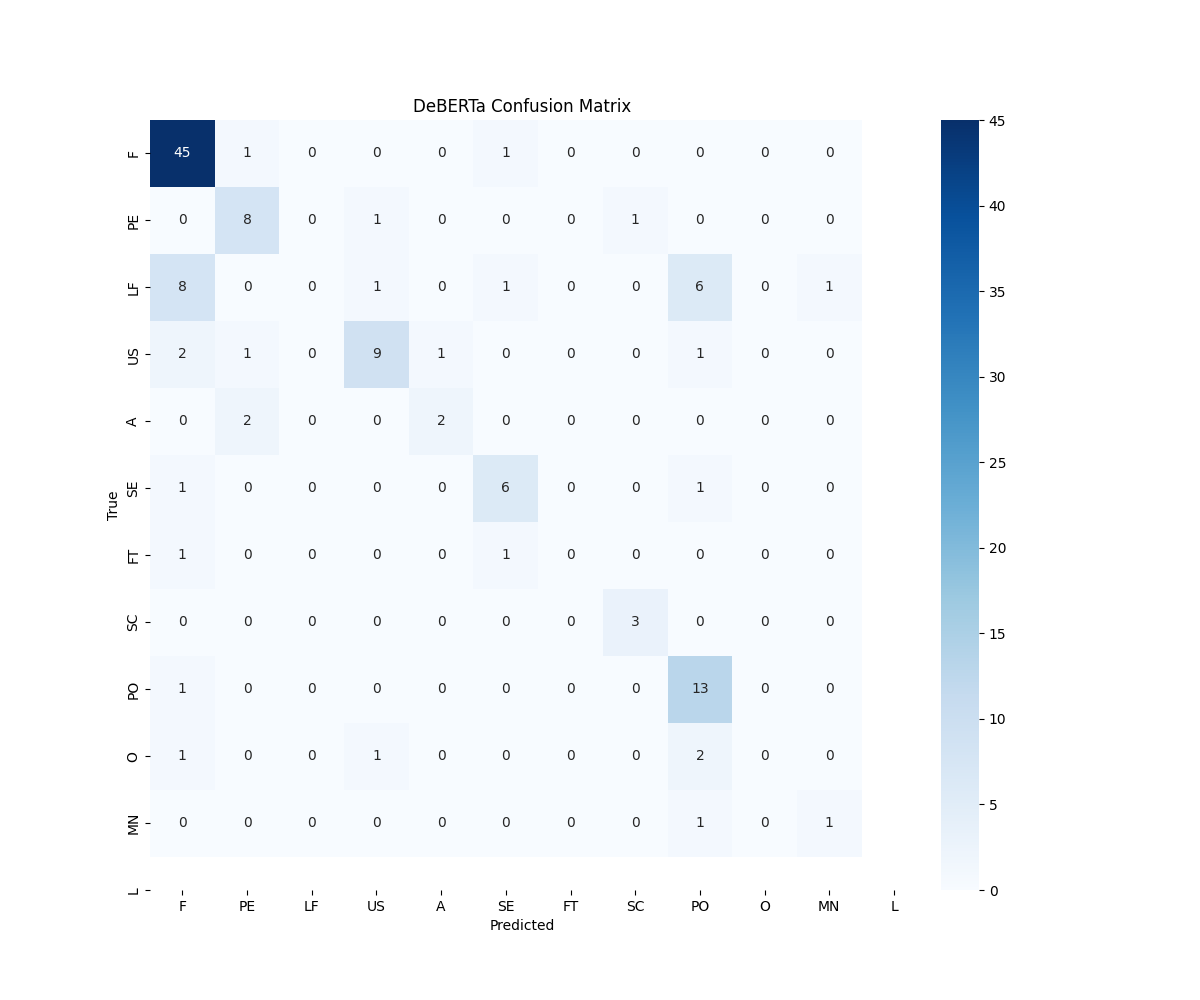 DeBERTa Confusion Matrix
F 45 1 0 0 0 1 0 0 0 0 0
PE 0 8 0 1 0 0 0 1 0 0 0
LF 8 0 0 1 0 1 0 0 6 0 1
US 2 1 0 9 1 0 0 0 1 0 0
A 0 2 0 0 2 0 0 0 0 0 0
SE 1 0 0 0 0 6 0 0 1 0 0
FT 1 0 0 0 0 1 0 0 0 0 0
SC 0 0 0 0 0 0 0 3 0 0 0
PO 1 0 0 0 0 0 0 0 13 0 0
O 1 0 0 1 0 0 0 0 2 0 0
MN 0 0 0 0 0 0 0 0 1 0 1
L
True
F PE LF US A SE FT SC PO O MN L
Predicted
45
40
35
30
25
20
15
10
5
0